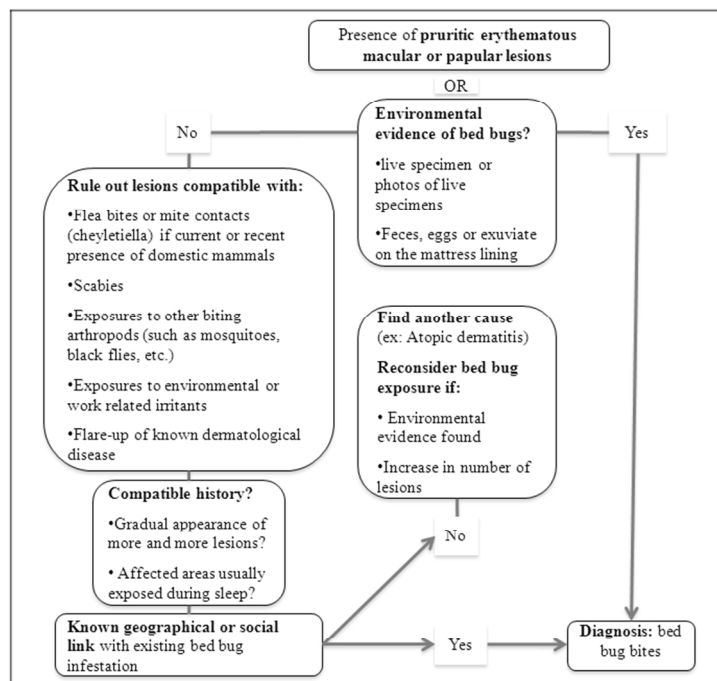 Presence of pruritic erythematous
macular or papular lesions
OR
Environmental
evidence of bed bugs?
•live specimen or
photos of live
specimens
•Feces, eggs or exuviate
on the mattress lining
No
Yes
Rule out lesions compatible with:
•Flea bites or mite contacts
(cheyletiella) if current or recent
presence of domestic mammals
•Scabies
•Exposures to other biting
arthropods (such as mosquitoes,
black flies, etc.)
•Exposures to environmental or
work related irritants
•Flare-up of known dermatological
disease
Find another cause
(ex: Atopic dermatitis)
Reconsider bed bug
exposure if:
• Environmental
evidence found
•Increase in number of
lesions
Compatible history?
•Gradual appearance of
more and more lesions?
• Affected areas usually
exposed during sleep?
No
Known geographical or social
link with existing bed bug
infestation
Yes
Diagnosis: bed
bug bites